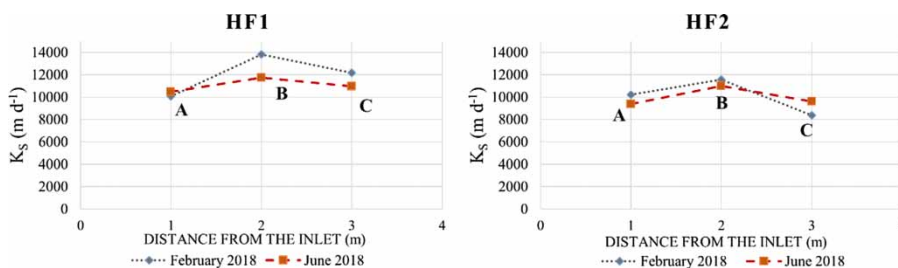 HF1
14000
12000
10000
8000
6000
4000
2000
0
K_S (m d⁻¹)
A
B
C
0 1 2 3 4
DISTANCE FROM THE INLET (m)
February 2018 June 2018
HF2
14000
12000
10000
8000
6000
4000
2000
0
K_S (m d⁻¹)
A
B
C
0 1 2 3
DISTANCE FROM THE INLET (m)
February 2018 June 2018